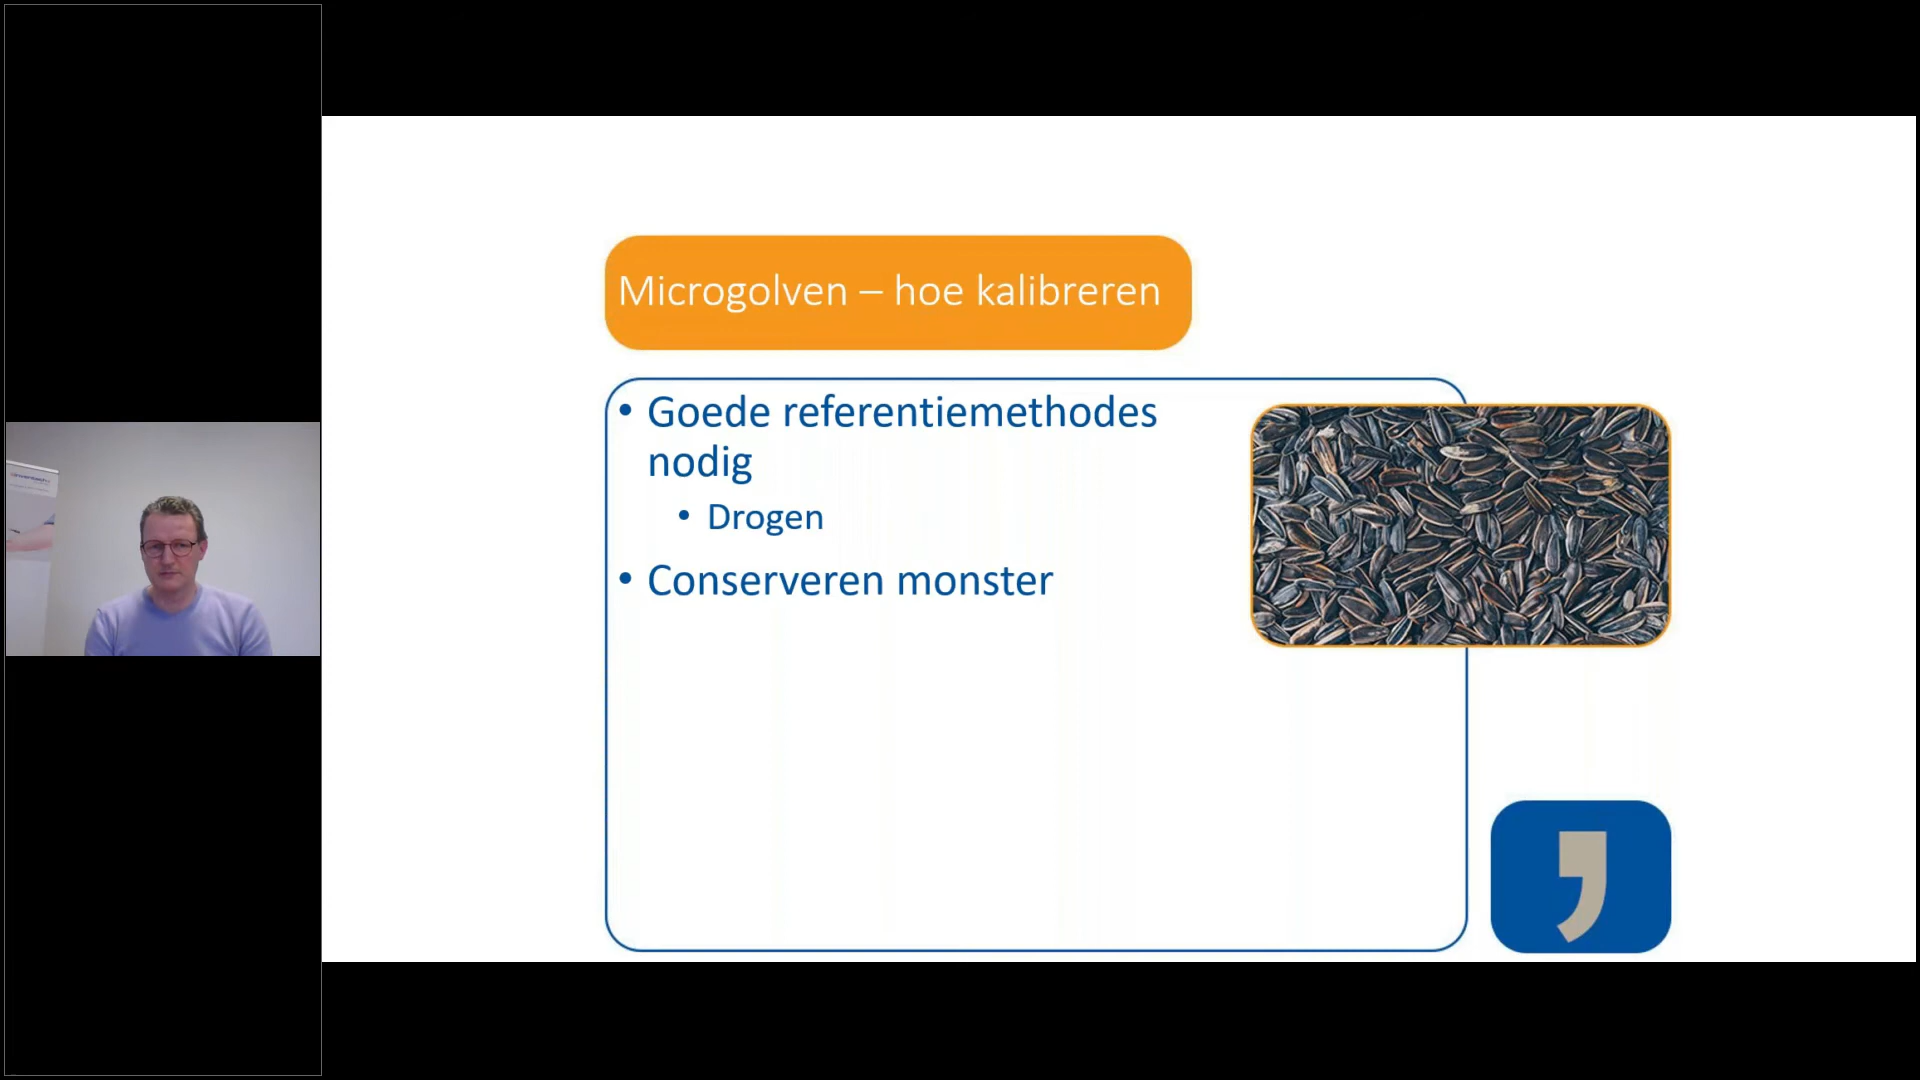 Microgolven – hoe kalibreren
• Goede referentiemethodes
nodig
• Drogen
• Conserveren monster